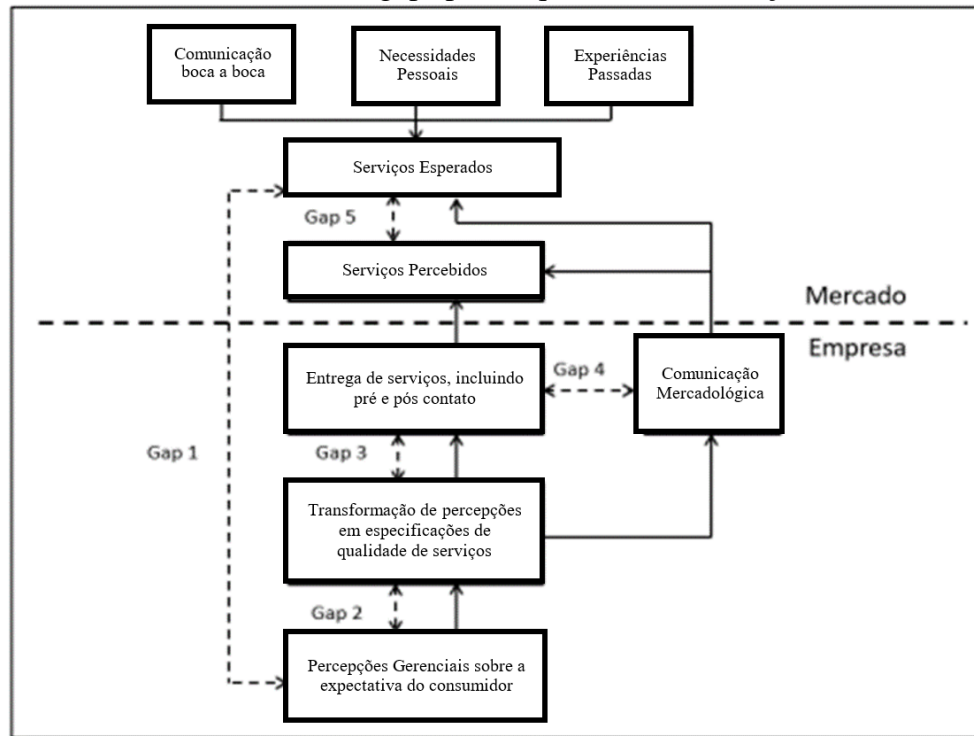 Comunicação
boca a boca
Necessidades
Pessoais
Experiências
Passadas
Serviços Esperados
Gap 5
Serviços Percebidos
Mercado
Empresa
Entrega de serviços, incluindo
pré e pós contato
Gap 4
Comunicação
Mercadológica
Gap 1
Gap 3
Transformação de percepções
em especificações de
qualidade de serviços
Gap 2
Percepções Gerenciais sobre a
expectativa do consumidor